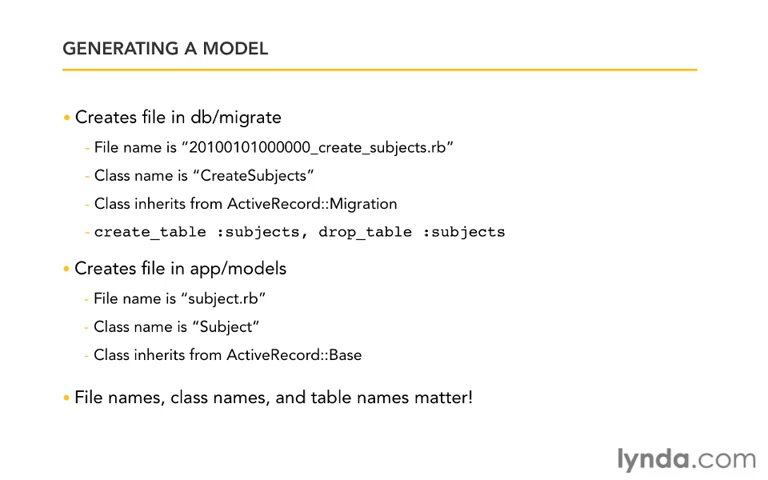 GENERATING A MODEL
• Creates file in db/migrate
- File name is “20100101000000_create_subjects.rb”
- Class name is “CreateSubjects”
- Class inherits from ActiveRecord::Migration
- create_table :subjects, drop_table :subjects
• Creates file in app/models
- File name is “subject.rb”
- Class name is “Subject”
- Class inherits from ActiveRecord::Base
• File names, class names, and table names matter!
lynda.com